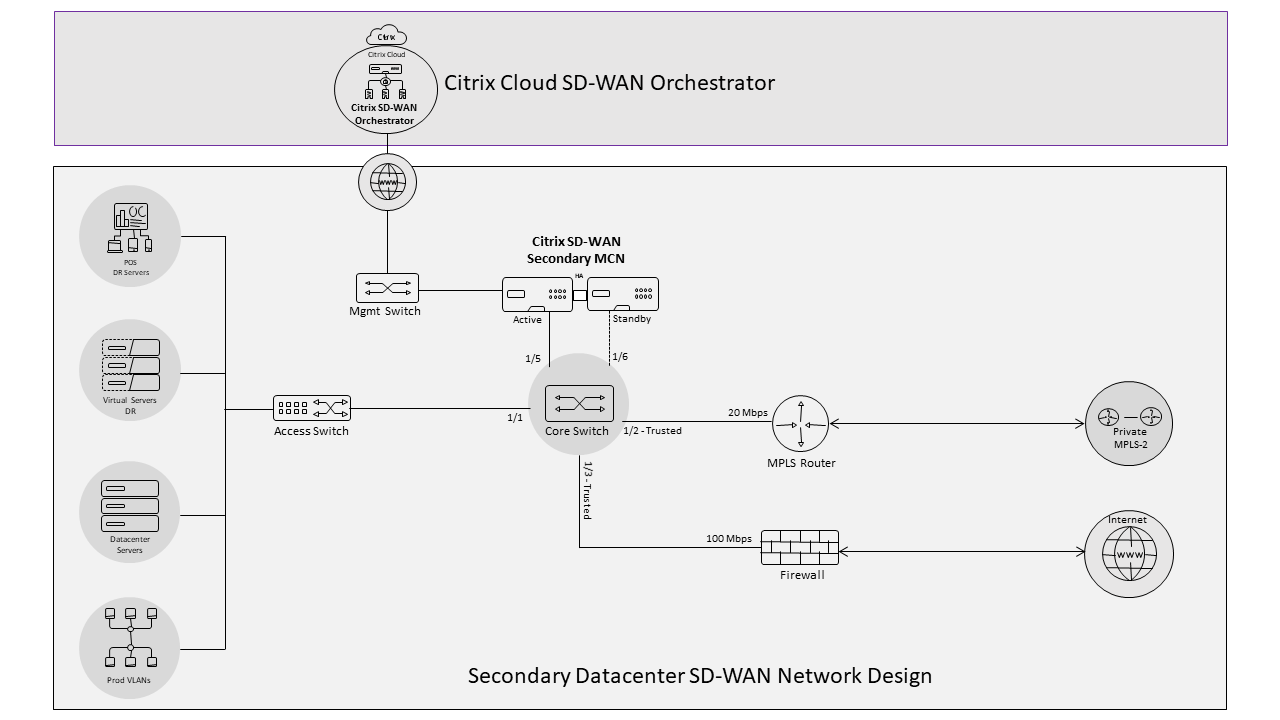 Citrix
Citrix Cloud
Citrix SD-WAN
Orchestrator
Citrix Cloud SD-WAN Orchestrator
WWW
POS
DR Servers
Mgmt Switch
Citrix SD-WAN
Secondary MCN
HA
Active
Standby
1/5
1/6
Virtual Servers
DR
Access Switch
1/1
Core Switch
1/2 - Trusted
20 Mbps
MPLS Router
Private
MPLS-2
1/3 - Trusted
Datacenter
Servers
100 Mbps
Firewall
Internet
WWW
Prod VLANs
Secondary Datacenter SD-WAN Network Design